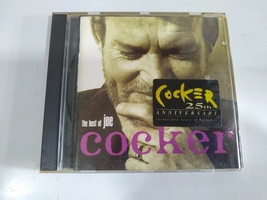 the best of joe
cocker
COCKER
25th
ANNIVERSARY